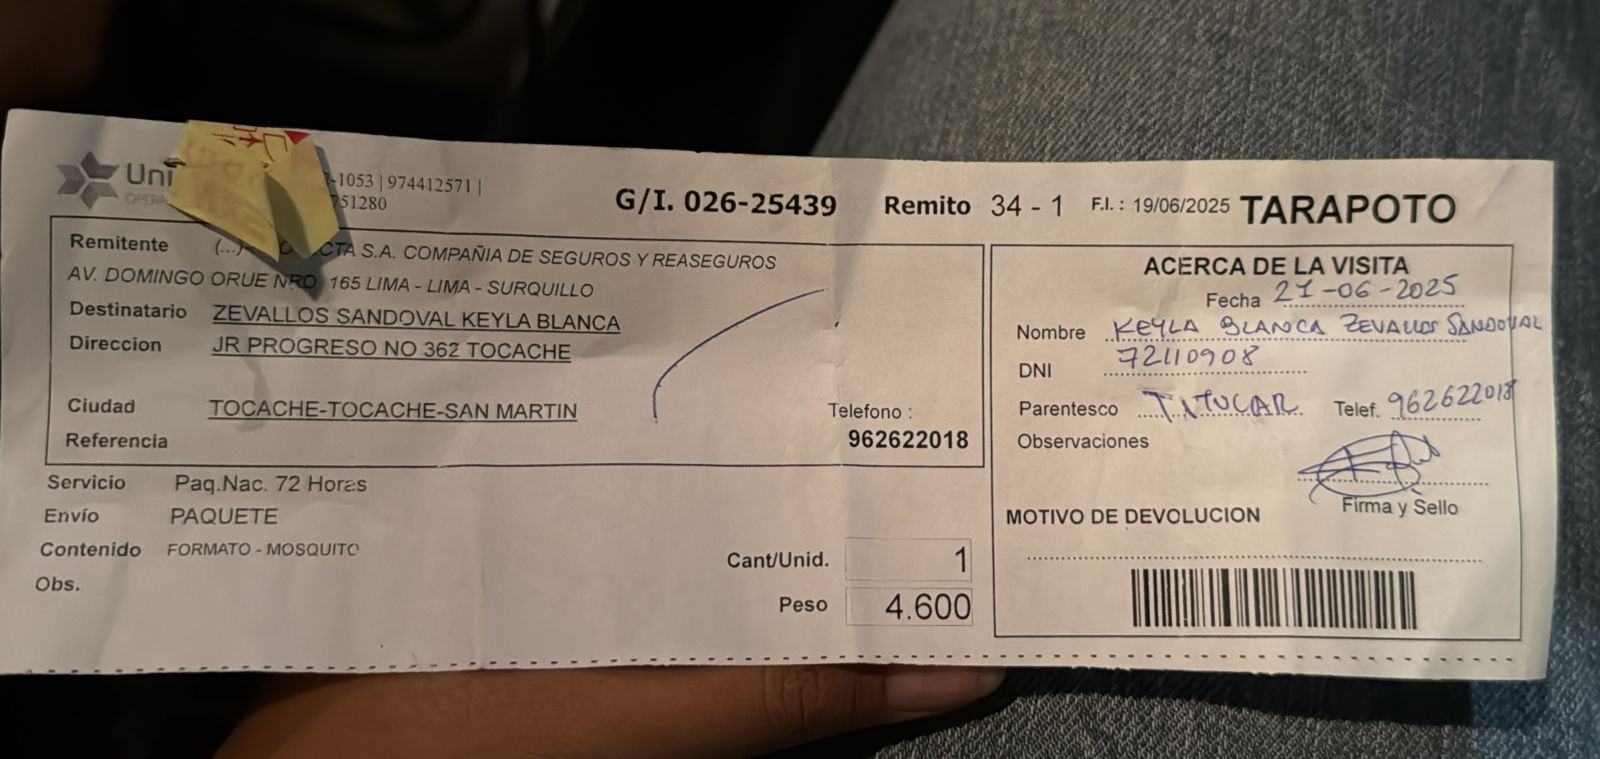 Uni
-1053 | 974412571 |
751280
G/I. 026-25439 Remito 34 - 1 F.I. : 19/06/2025 TARAPOTO
Remitente (...) CTA S.A. COMPAÑIA DE SEGUROS Y REASEGUROS
AV. DOMINGO ORUE NRO 165 LIMA - LIMA - SURQUILLO
Destinatario ZEVALLOS SANDOVAL KEYLA BLANCA
Direccion JR PROGRESO NO 362 TOCACHE
Ciudad TOCACHE-TOCACHE-SAN MARTIN
Telefono :
Referencia
962622018
Servicio Paq.Nac. 72 Horas
Envío PAQUETE
Contenido FORMATO - MOSQUITO
Obs.
Cant/Unid. 1
Peso 4.600
ACERCA DE LA VISITA
Fecha 21-06-2025
Nombre KEYLA BLANCA ZEVALLOS SANDOVAL
DNI 72110908
Parentesco Telef. 962622018
Observaciones
Firma y Sello
MOTIVO DE DEVOLUCION